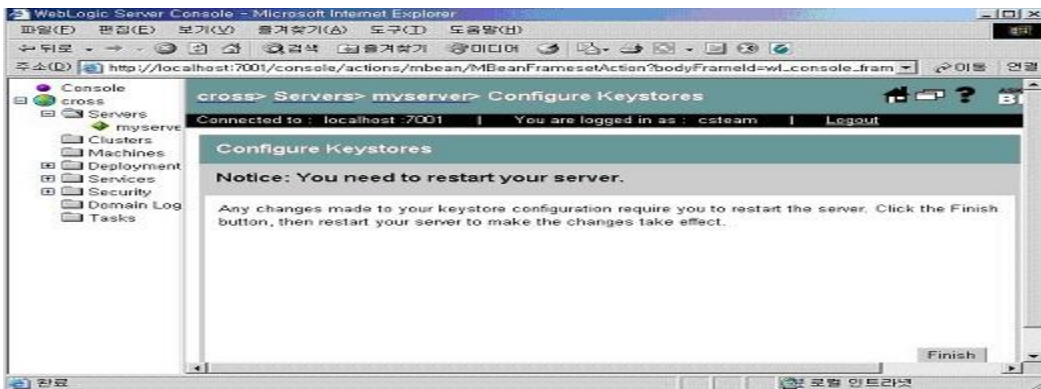 WebLogic Server Console - Microsoft Internet Explorer
파일(F) 편집(E) 보기(V) 즐겨찾기(A) 도구(T) 도움말(H)
뒤로 검색 즐겨찾기 미디어
주소(D) http://localhost:7001/console/actions/mbean/MBeanFramesetAction?bodyFrameId=wl_console_fram 이동 연결
Console
cross
Servers
myserve
Clusters
Machines
Deployment
Services
Security
Domain Log
Tasks
cross> Servers> myserver> Configure Keystores
Connected to : localhost :7001 | You are logged in as : csteam | Logout
Configure Keystores
Notice: You need to restart your server.
Any changes made to your keystore configuration require you to restart the server. Click the Finish
button, then restart your server to make the changes take effect.
Finish
완료 로컬 인트라넷